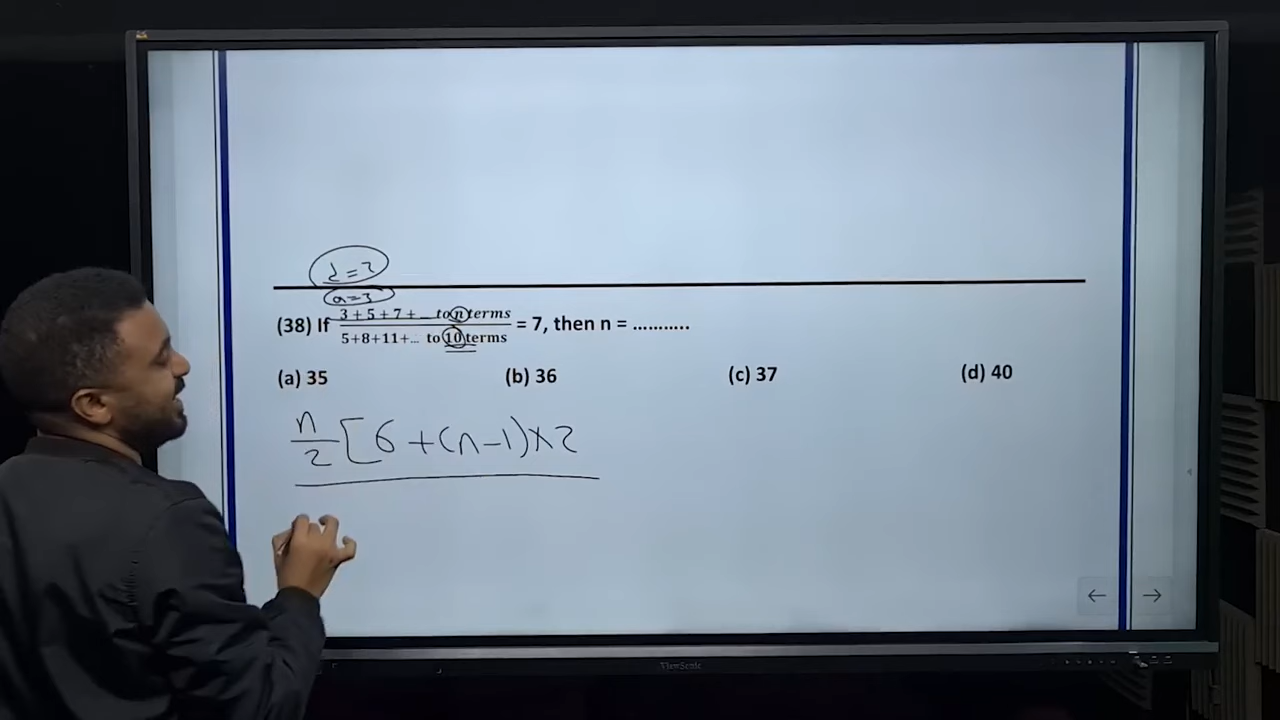 d=2
a=3
(38) If 3+5+7+... to n terms / 5+8+11+... to 10 terms = 7, then n = ...........
(a) 35 (b) 36 (c) 37 (d) 40
n/2 [6+(n-1)×2
ViewSonic